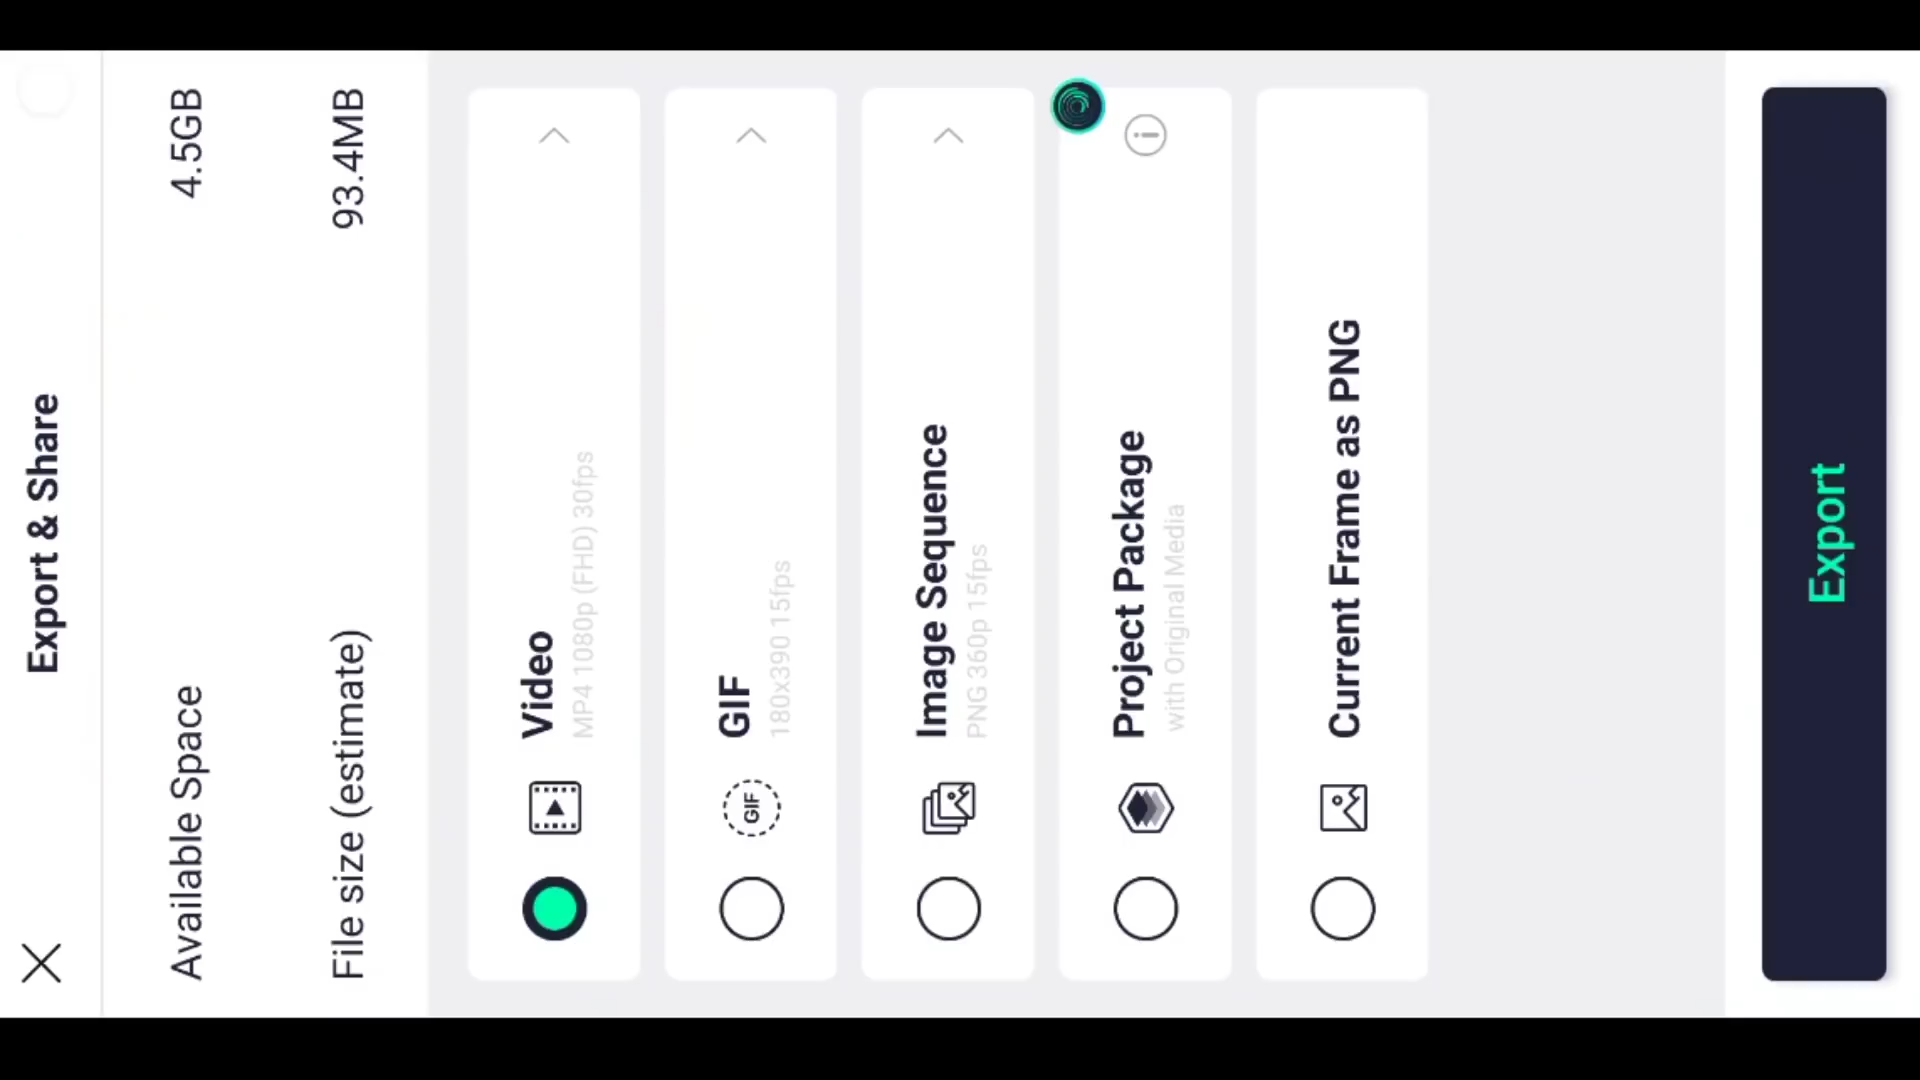 Export & Share
Available Space 4.5GB
File size (estimate) 93.4MB
Video
MP4 1080p (FHD) 30fps
GIF
GIF
180x390 15fps
Image Sequence
PNG 360p 15fps
Project Package
with Original Media
Current Frame as PNG
Export